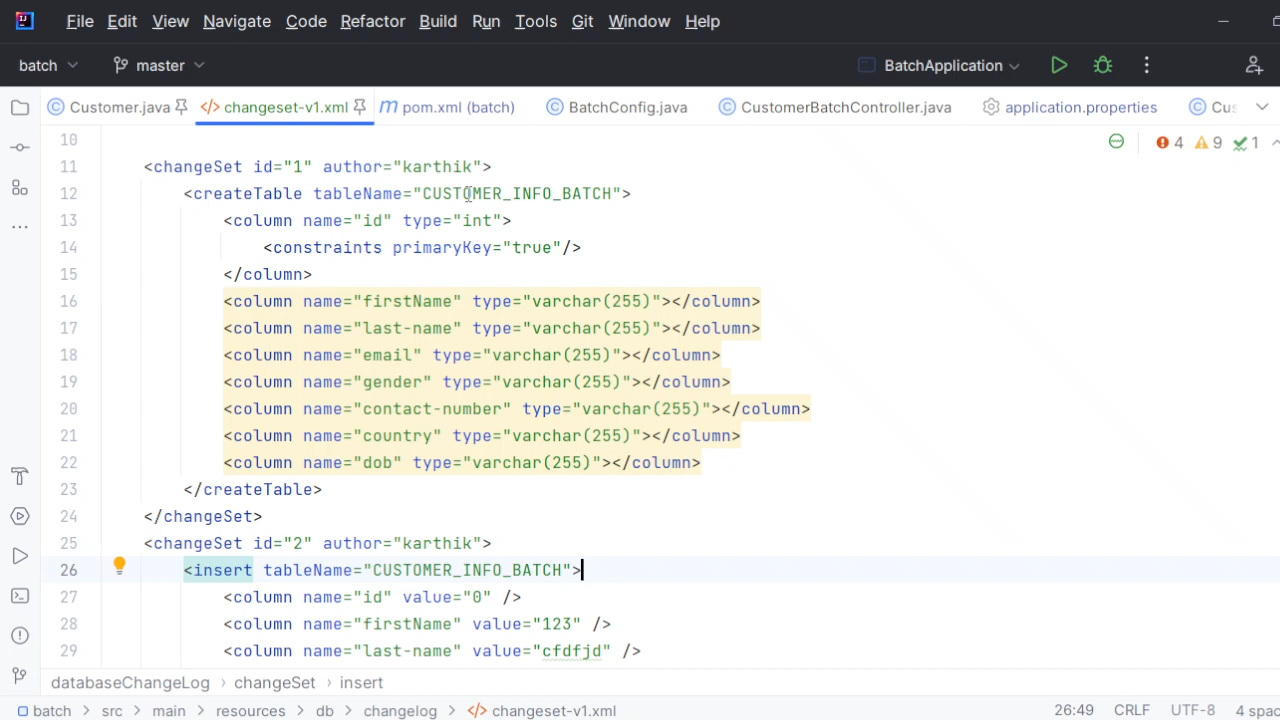 File Edit View Navigate Code Refactor Build Run Tools Git Window Help
batch master BatchApplication
Customer.java changeset-v1.xml pom.xml (batch) BatchConfig.java CustomerBatchController.java application.properties
10 4 9 1
11 <changeSet id="1" author="karthik">
12 <createTable tableName="CUSTOMER_INFO_BATCH">
13 <column name="id" type="int">
14 <constraints primaryKey="true"/>
15 </column>
16 <column name="firstName" type="varchar(255)"></column>
17 <column name="last-name" type="varchar(255)"></column>
18 <column name="email" type="varchar(255)"></column>
19 <column name="gender" type="varchar(255)"></column>
20 <column name="contact-number" type="varchar(255)"></column>
21 <column name="country" type="varchar(255)"></column>
22 <column name="dob" type="varchar(255)"></column>
23 </createTable>
24 </changeSet>
25 <changeSet id="2" author="karthik">
26 <insert tableName="CUSTOMER_INFO_BATCH">
27 <column name="id" value="0" />
28 <column name="firstName" value="123" />
29 <column name="last-name" value="cfdfjd" />
databaseChangeLog › changeSet › insert
batch > src > main > resources > db > changelog > changeset-v1.xml 26:49 CRLF UTF-8 4